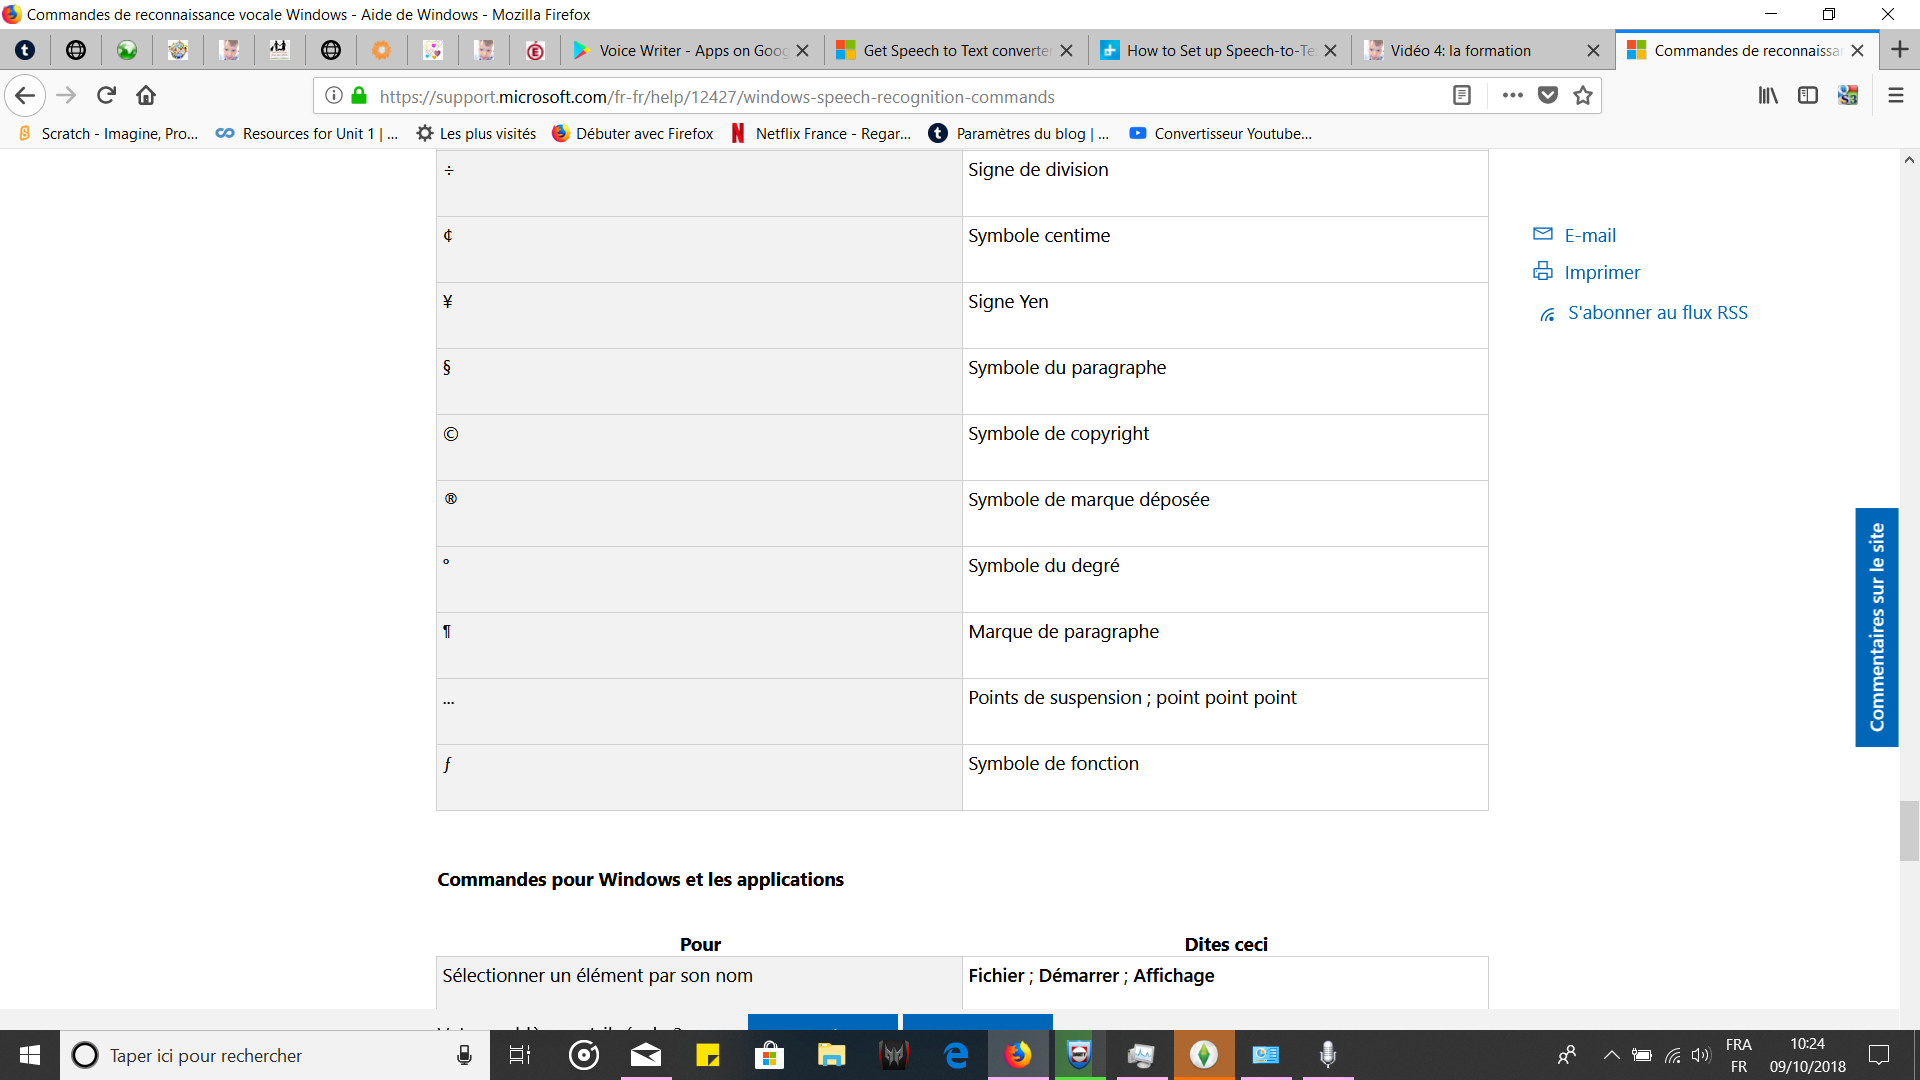 Commandes de reconnaissance vocale Windows - Aide de Windows - Mozilla Firefox
Voice Writer - Apps on Goog
Get Speech to Text converte
How to Set up Speech-to-Te
Vidéo 4: la formation
Commandes de reconnaissa
https://support.microsoft.com/fr-fr/help/12427/windows-speech-recognition-commands
Scratch - Imagine, Pro...
Resources for Unit 1 | ...
Les plus visités
Débuter avec Firefox
Netflix France - Regar...
Paramètres du blog | ...
Convertisseur Youtube...
÷ Signe de division
¢ Symbole centime
¥ Signe Yen
§ Symbole du paragraphe
© Symbole de copyright
® Symbole de marque déposée
° Symbole du degré
¶ Marque de paragraphe
... Points de suspension ; point point point
ƒ Symbole de fonction
E-mail
Imprimer
S'abonner au flux RSS
Commentaires sur le site
Commandes pour Windows et les applications
Pour Dites ceci
Sélectionner un élément par son nom Fichier ; Démarrer ; Affichage
Taper ici pour rechercher
FRA
FR
10:24
09/10/2018